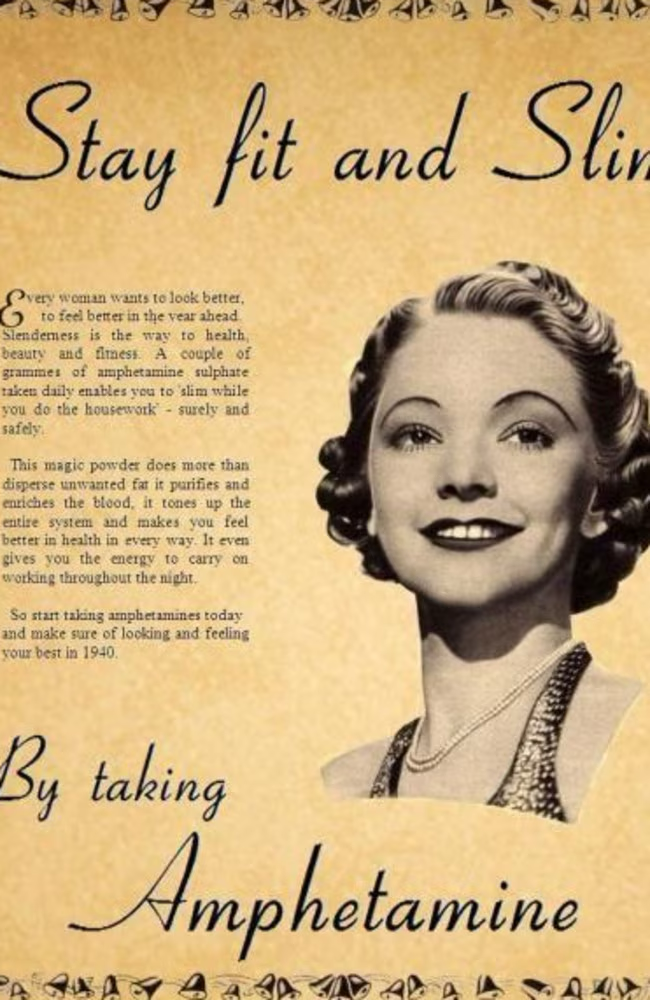 Stay fit and Slim
Every woman wants to look better,
to feel better in the year ahead.
Slenderness is the way to health,
beauty and fitness. A couple of
grammes of amphetamine sulphate
taken daily enables you to 'slim while
you do the housework' - surely and
safely.
This magic powder does more than
disperse unwanted fat it purifies and
enriches the blood, it tones up the
entire system and makes you feel
better in health in every way. It even
gives you the energy to carry on
working throughout the night.
So start taking amphetamines today
and make sure of looking and feeling
your best in 1940.
By taking
Amphetamine